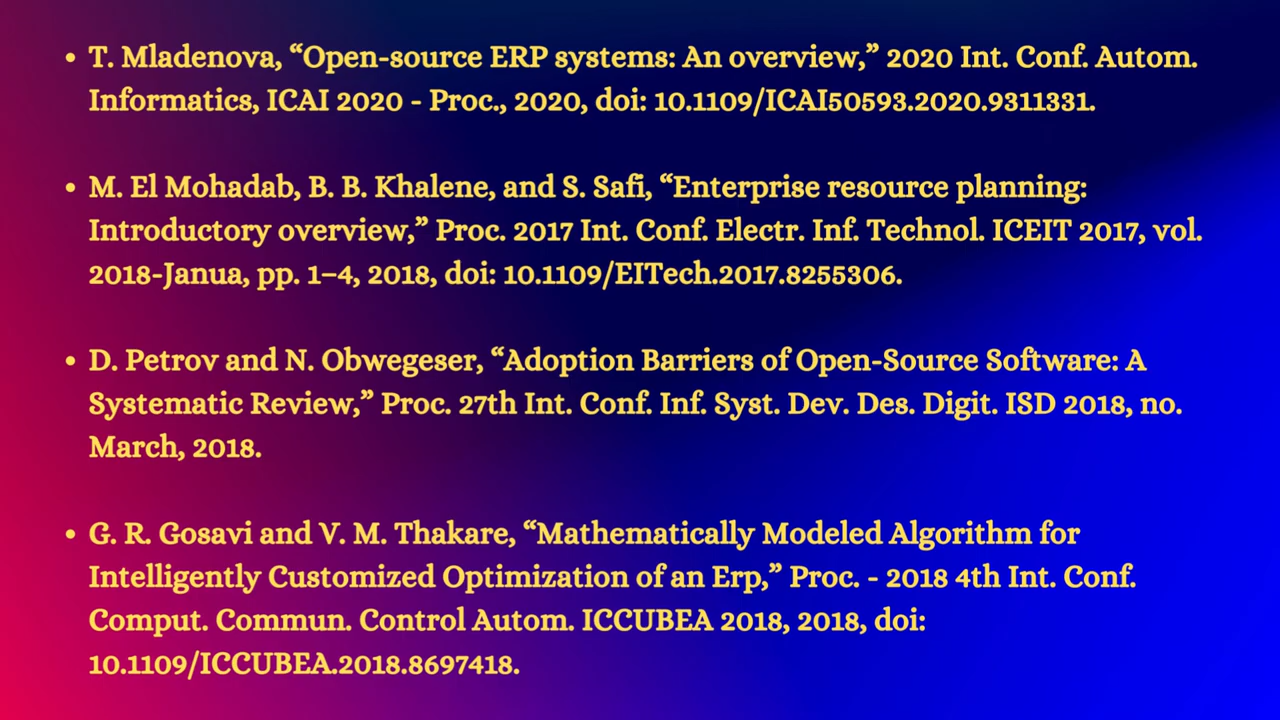 • T. Mladenova, “Open-source ERP systems: An overview,” 2020 Int. Conf. Autom.
Informatics, ICAI 2020 - Proc., 2020, doi: 10.1109/ICAI50593.2020.9311331.
• M. El Mohadab, B. B. Khalene, and S. Safi, “Enterprise resource planning:
Introductory overview,” Proc. 2017 Int. Conf. Electr. Inf. Technol. ICEIT 2017, vol.
2018-Janua, pp. 1–4, 2018, doi: 10.1109/EITech.2017.8255306.
• D. Petrov and N. Obwegeser, “Adoption Barriers of Open-Source Software: A
Systematic Review,” Proc. 27th Int. Conf. Inf. Syst. Dev. Des. Digit. ISD 2018, no.
March, 2018.
• G. R. Gosavi and V. M. Thakare, “Mathematically Modeled Algorithm for
Intelligently Customized Optimization of an Erp,” Proc. - 2018 4th Int. Conf.
Comput. Commun. Control Autom. ICCUBEA 2018, 2018, doi:
10.1109/ICCUBEA.2018.8697418.